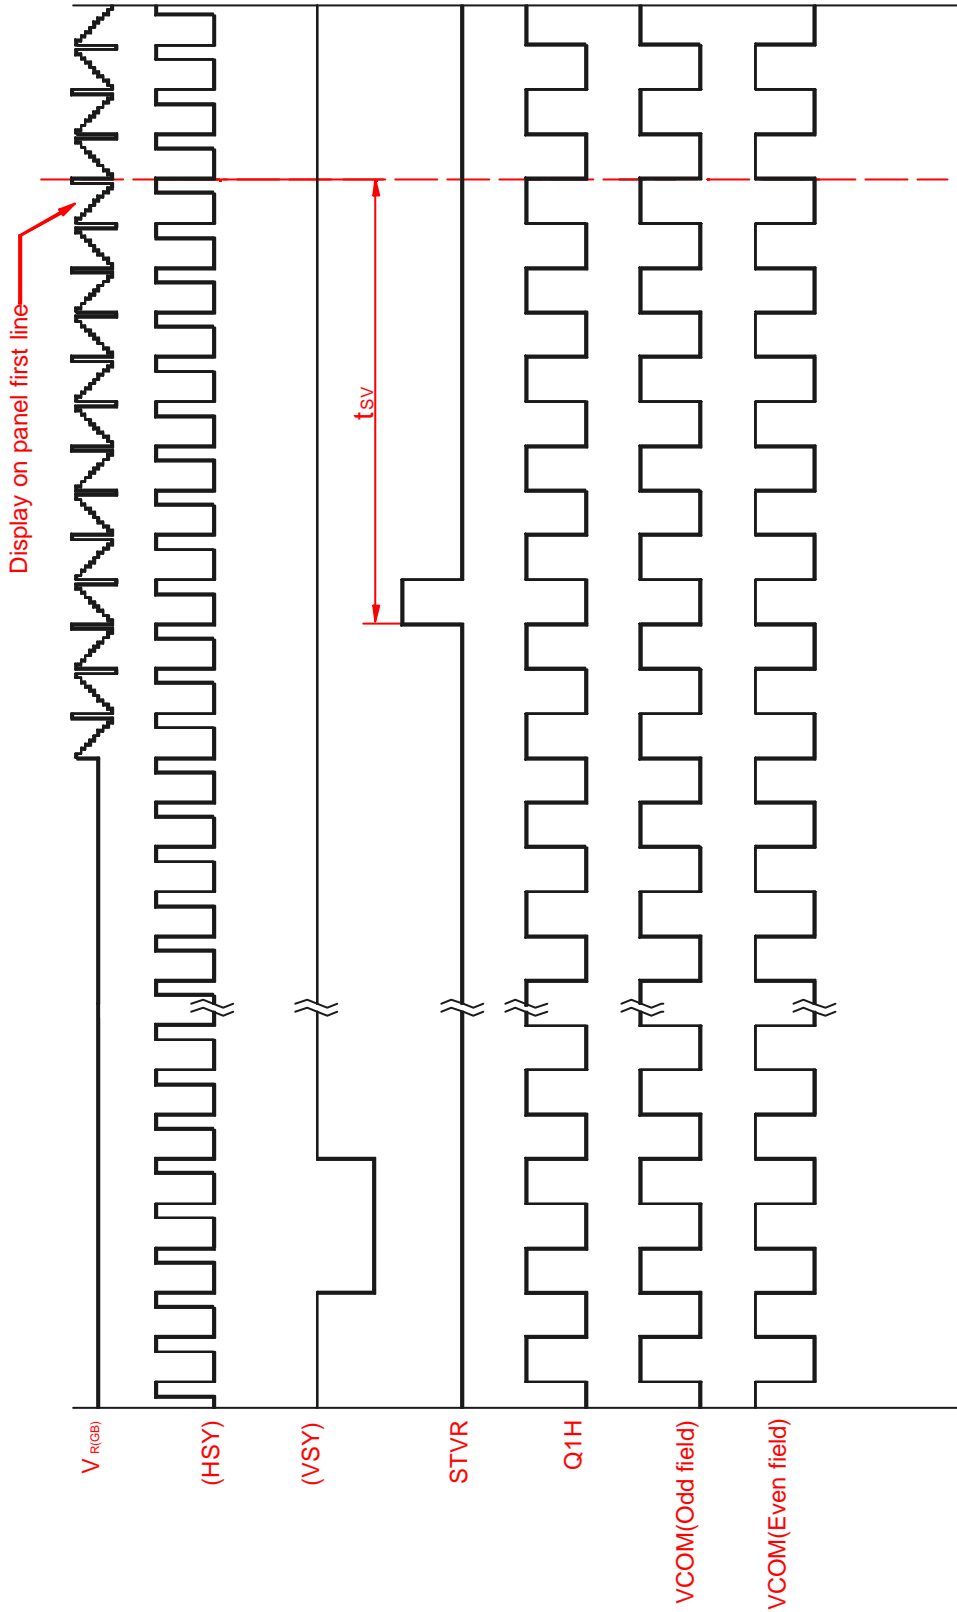 Display on panel first line
tSV
VR(GB)
(HSY)
(VSY)
STVR
Q1H
VCOM(Odd field)
VCOM(Even field)